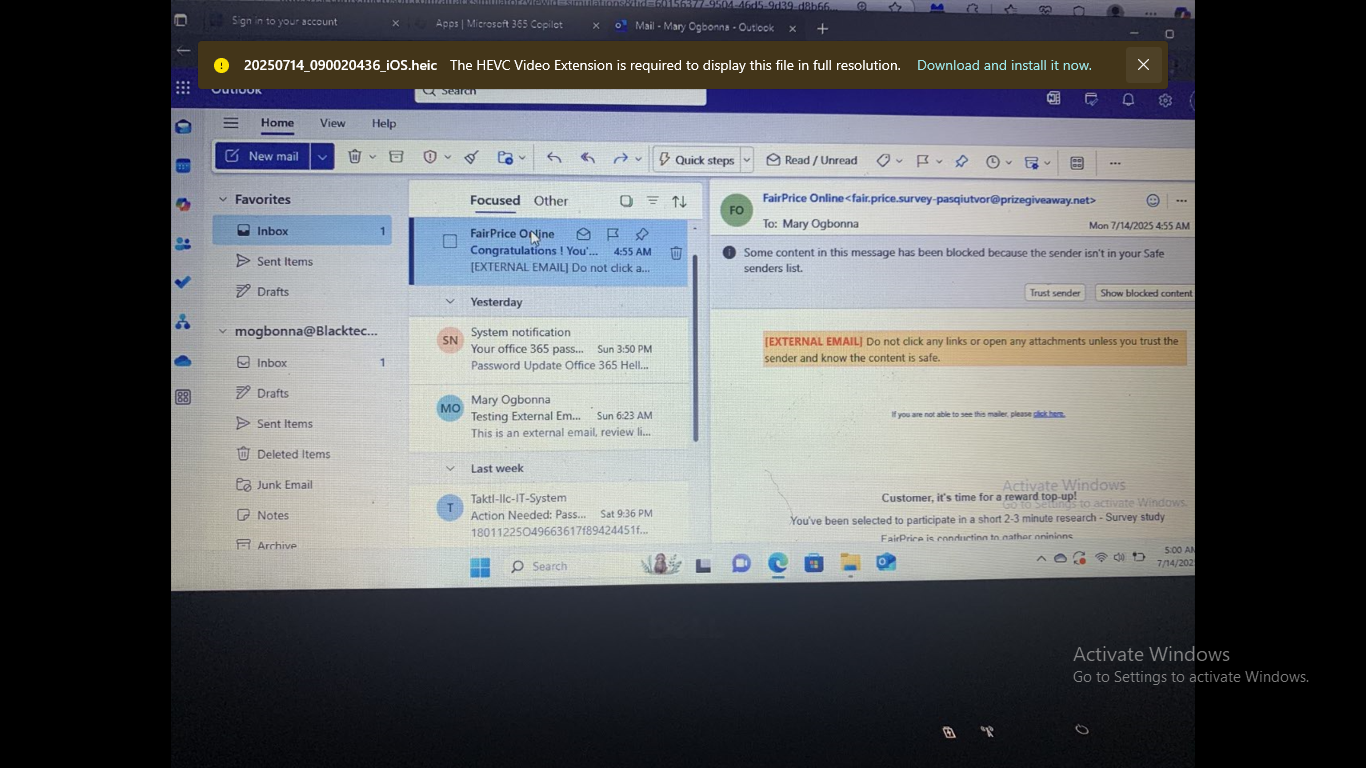 Sign in to your account
Apps | Microsoft 365 Copilot
Mail - Mary Ogbonna - Outlook
20250714_090020436_iOS.heic The HEVC Video Extension is required to display this file in full resolution. Download and install it now.
Outlook
Search
Home View Help
New mail
Quick steps
Read / Unread
Favorites
Inbox 1
Sent Items
Drafts
mogbonna@Blacktec...
Inbox 1
Drafts
Sent Items
Deleted Items
Junk Email
Notes
Archive
Focused Other
FairPrice Online
Congratulations ! You'... 4:55 AM
[EXTERNAL EMAIL] Do not click a...
Yesterday
SN
System notification
Your office 365 pass... Sun 3:50 PM
Password Update Office 365 Hell...
MO
Mary Ogbonna
Testing External Em... Sun 6:23 AM
This is an external email, review li...
Last week
T
Taktl-llc-IT-System
Action Needed: Pass... Sat 9:36 PM
18011225049663617f89424451f...
FO
FairPrice Online<fair.price.survey-pasqiutvor@prizegiveaway.net>
To: Mary Ogbonna
Mon 7/14/2025 4:55 AM
Some content in this message has been blocked because the sender isn't in your Safe
senders list.
Trust sender
Show blocked content
[EXTERNAL EMAIL] Do not click any links or open any attachments unless you trust the
sender and know the content is safe.
If you are not able to see this mailer, please click here.
Customer, it's time for a reward top-up!
You've been selected to participate in a short 2-3 minute research - Survey study
FairPrice is conducting to gather opinions
Activate Windows
Go to Settings to activate Windows.
Search
5:00 AM
7/14/202
Activate Windows
Go to Settings to activate Windows.